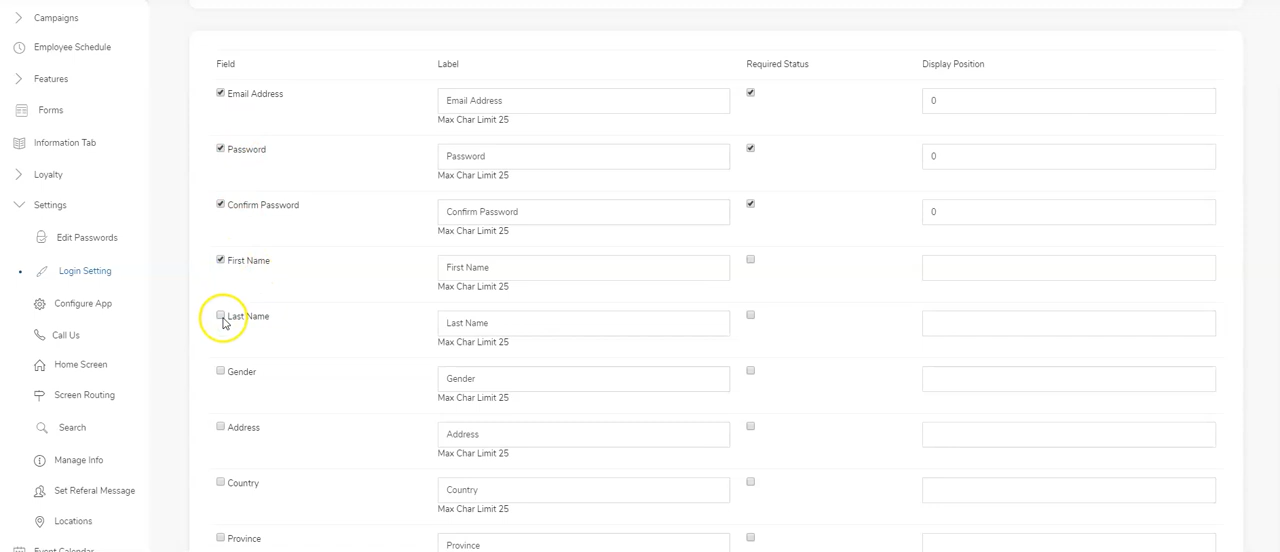 Campaigns
Employee Schedule
Features
Forms
Information Tab
Loyalty
Settings
Edit Passwords
Login Setting
Configure App
Call Us
Home Screen
Screen Routing
Search
Manage Info
Set Referal Message
Locations
Event Calendar
Field Label Required Status Display Position
Email Address Email Address 0
Max Char Limit 25
Password Password 0
Max Char Limit 25
Confirm Password Confirm Password 0
Max Char Limit 25
First Name First Name
Max Char Limit 25
Last Name Last Name
Max Char Limit 25
Gender Gender
Max Char Limit 25
Address Address
Max Char Limit 25
Country Country
Max Char Limit 25
Province Province